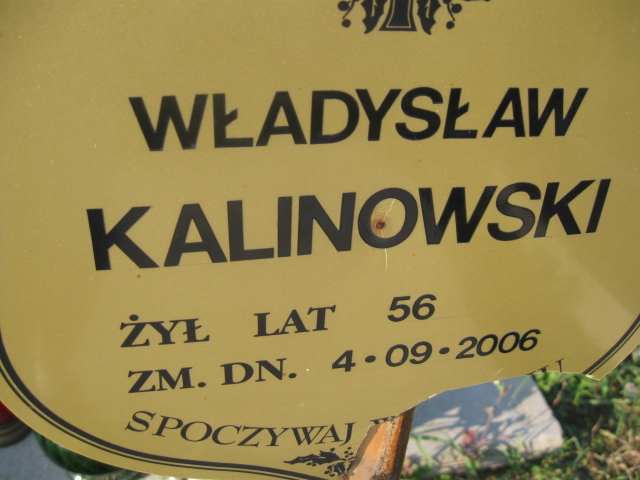 WŁADYSŁAW
KALINOWSKI
ŻYŁ LAT 56
ZM. DN. 4·09·2006
SPOCZYWAJ